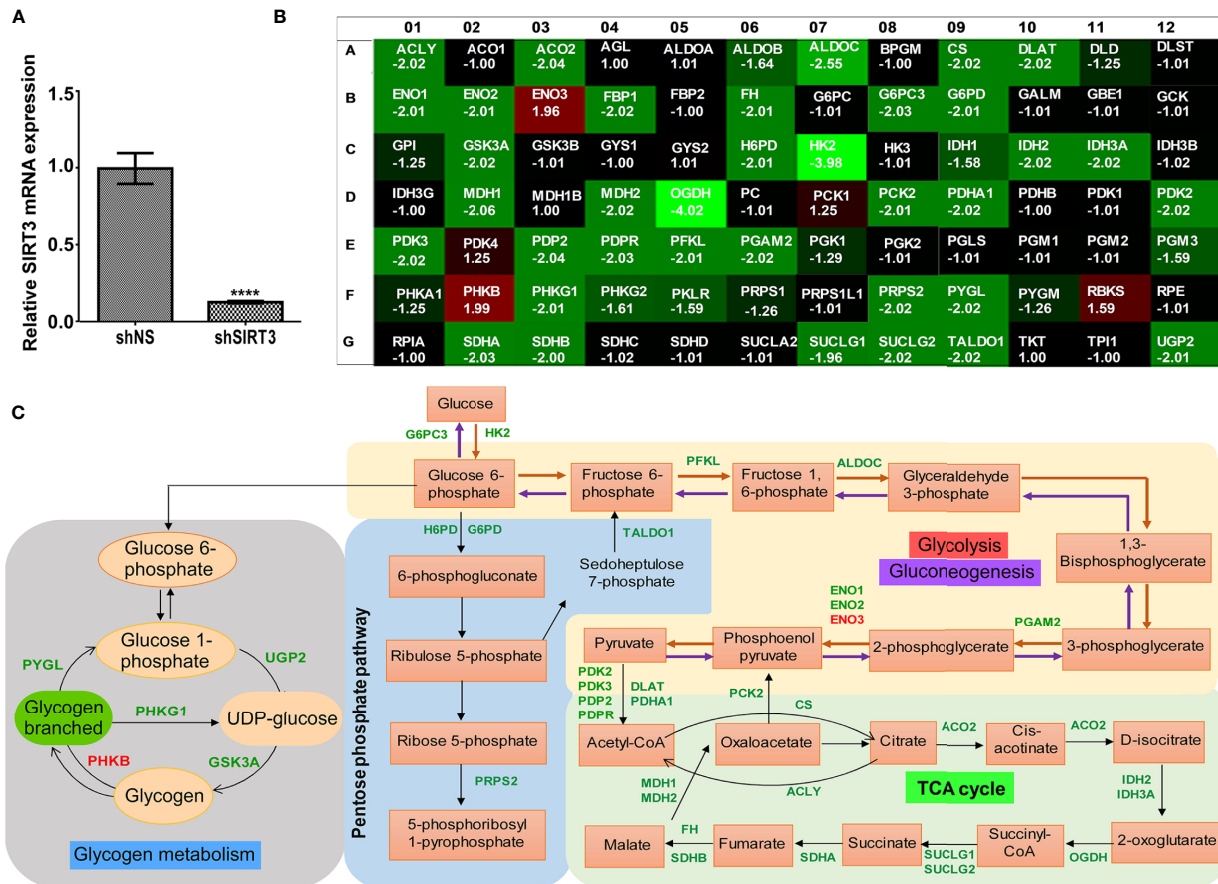 A
B
Relative SIRT3 mRNA expression
1.5
1.0
0.5
0.0
****
shNS
shSIRT3
01 02 03 04 05 06 07 08 09 10 11 12
A ACLY ACO1 ACO2 AGL ALDOA ALDOB ALDOC BPGM CS DLAT DLD DLST
-2.02 -1.00 -2.04 1.00 1.01 -1.64 -2.55 -1.00 -2.02 -2.02 -1.25 -1.01
B ENO1 ENO2 ENO3 FBP1 FBP2 FH G6PC G6PC3 G6PD GALM GBE1 GCK
-2.01 -2.01 1.96 -2.02 -1.00 -2.01 -1.01 -2.03 -2.01 -1.01 -1.01 -1.01
C GPI GSK3A GSK3B GYS1 GYS2 H6PD HK2 HK3 IDH1 IDH2 IDH3A IDH3B
-1.25 -2.02 -1.01 -1.00 1.01 -2.01 -3.98 -1.01 -1.58 -2.02 -2.02 -1.02
D IDH3G MDH1 MDH1B MDH2 OGDH PC PCK1 PCK2 PDHA1 PDHB PDK1 PDK2
-1.00 -2.06 1.00 -2.02 -4.02 -1.01 1.25 -2.01 -2.02 -1.00 -1.01 -2.02
E PDK3 PDK4 PDP2 PDPR PFKL PGAM2 PGK1 PGK2 PGLS PGM1 PGM2 PGM3
-2.02 1.25 -2.04 -2.03 -2.01 -2.02 -1.29 -1.01 -1.01 -1.01 -1.01 -1.59
F PHKA1 PHKB PHKG1 PHKG2 PKLR PRPS1 PRPS1L1 PRPS2 PYGL PYGM RBKS RPE
-1.25 1.99 -2.01 -1.61 -1.59 -1.26 -1.01 -2.02 -2.02 -1.26 1.59 -1.01
G RPIA SDHA SDHB SDHC SDHD SUCLA2 SUCLG1 SUCLG2 TALDO1 TKT TPI1 UGP2
-1.00 -2.03 -2.00 -1.02 -1.01 -1.01 -1.96 -2.02 -2.02 1.00 -1.00 -2.01
C
Glucose
G6PC3 HK2
Glucose 6-
phosphate
Fructose 6-
phosphate
PFKL
Fructose 1,
6-phosphate
ALDOC
Glyceraldehyde
3-phosphate
1,3-
Bisphosphoglycerate
Glycolysis
Gluconeogenesis
3-phosphoglycerate
PGAM2
2-phosphoglycerate
ENO1
ENO2
ENO3
Phosphoenol
pyruvate
Pyruvate
Glucose 6-
phosphate
Glucose 1-
phosphate
PYGL
UGP2
Glycogen
branched
PHKG1
UDP-glucose
PHKB
GSK3A
Glycogen
Glycogen metabolism
Pentose phosphate pathway
H6PD G6PD
TALDO1
6-phosphogluconate
Sedoheptulose
7-phosphate
Ribulose 5-phosphate
Ribose 5-phosphate
PRPS2
5-phosphoribosyl
1-pyrophosphate
PDK2
PDK3
PDP2
PDPR
DLAT
PDHA1
PCK2
CS
Acetyl-CoA
Oxaloacetate
Citrate
ACO2
Cis-
acotinate
ACO2
D-isocitrate
MDH1
MDH2
ACLY
TCA cycle
IDH2
IDH3A
Malate
FH
SDHB
Fumarate
SDHA
Succinate
SUCLG1
SUCLG2
Succinyl-
CoA
OGDH
2-oxoglutarate